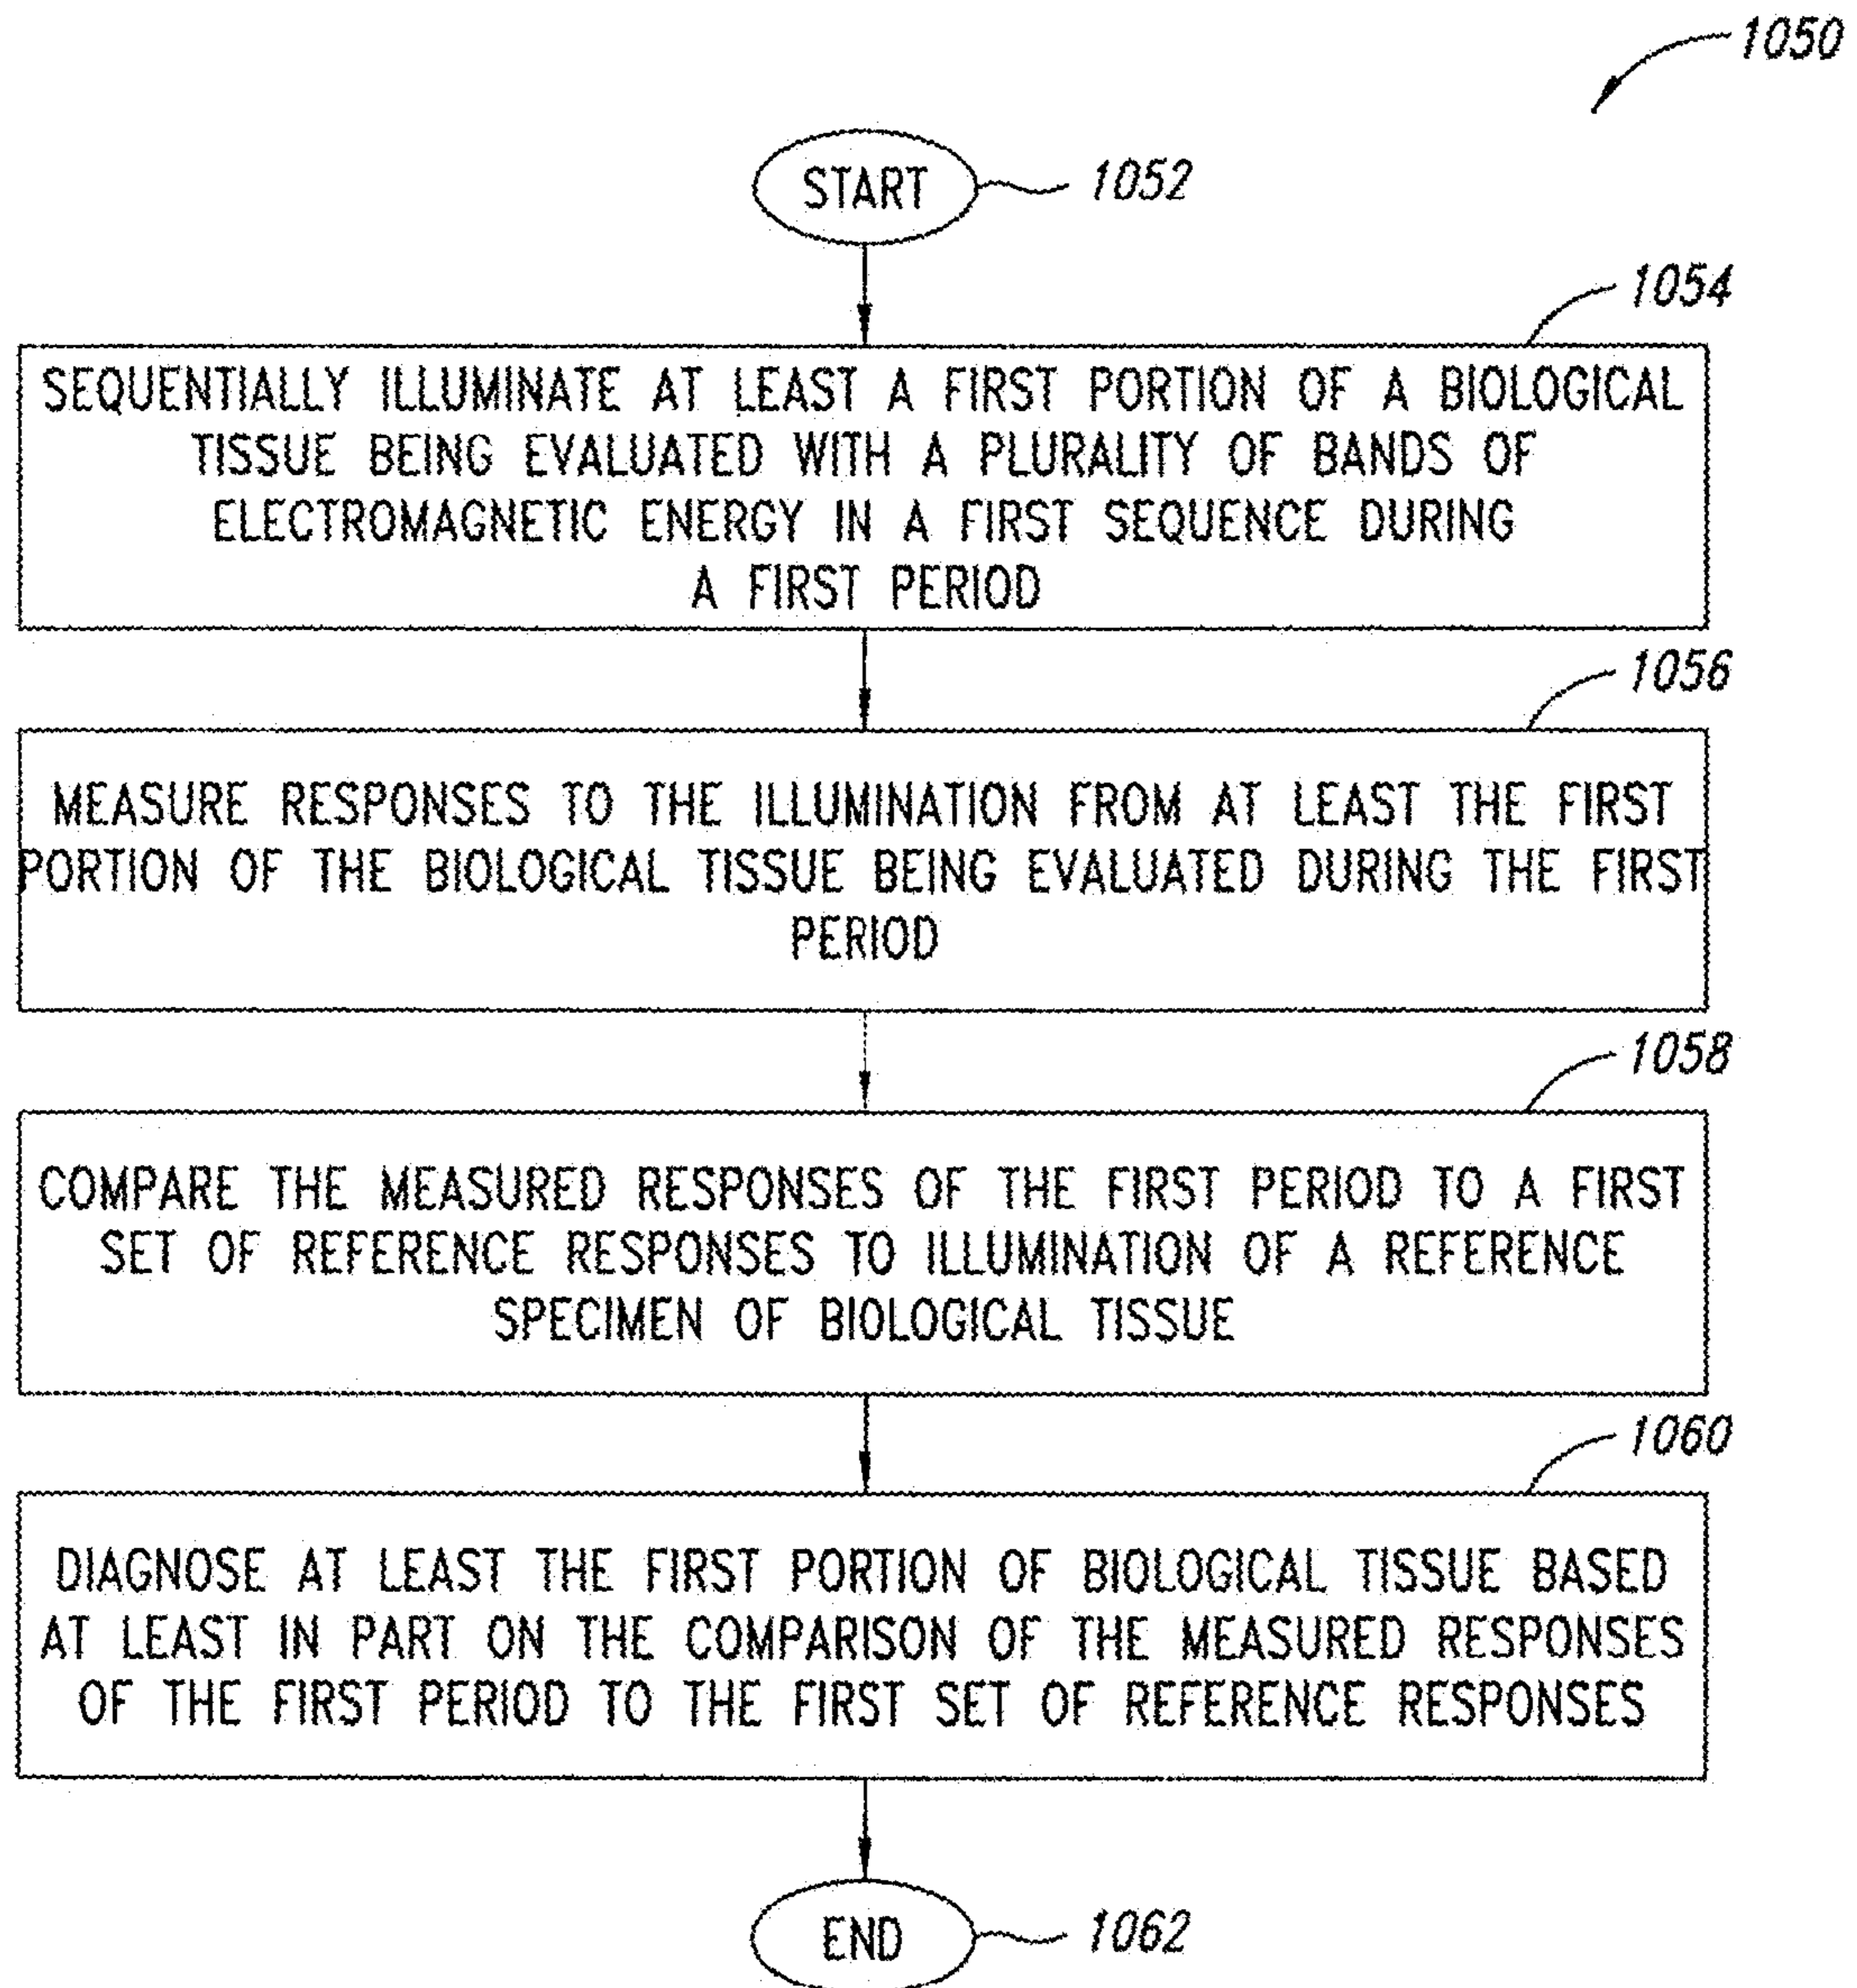 1050
START
1052
1054
SEQUENTIALLY ILLUMINATE AT LEAST A FIRST PORTION OF A BIOLOGICAL
TISSUE BEING EVALUATED WITH A PLURALITY OF BANDS OF
ELECTROMAGNETIC ENERGY IN A FIRST SEQUENCE DURING
A FIRST PERIOD
1056
MEASURE RESPONSES TO THE ILLUMINATION FROM AT LEAST THE FIRST
PORTION OF THE BIOLOGICAL TISSUE BEING EVALUATED DURING THE FIRST
PERIOD
1058
COMPARE THE MEASURED RESPONSES OF THE FIRST PERIOD TO A FIRST
SET OF REFERENCE RESPONSES TO ILLUMINATION OF A REFERENCE
SPECIMEN OF BIOLOGICAL TISSUE
1060
DIAGNOSE AT LEAST THE FIRST PORTION OF BIOLOGICAL TISSUE BASED
AT LEAST IN PART ON THE COMPARISON OF THE MEASURED RESPONSES
OF THE FIRST PERIOD TO THE FIRST SET OF REFERENCE RESPONSES
END
1062